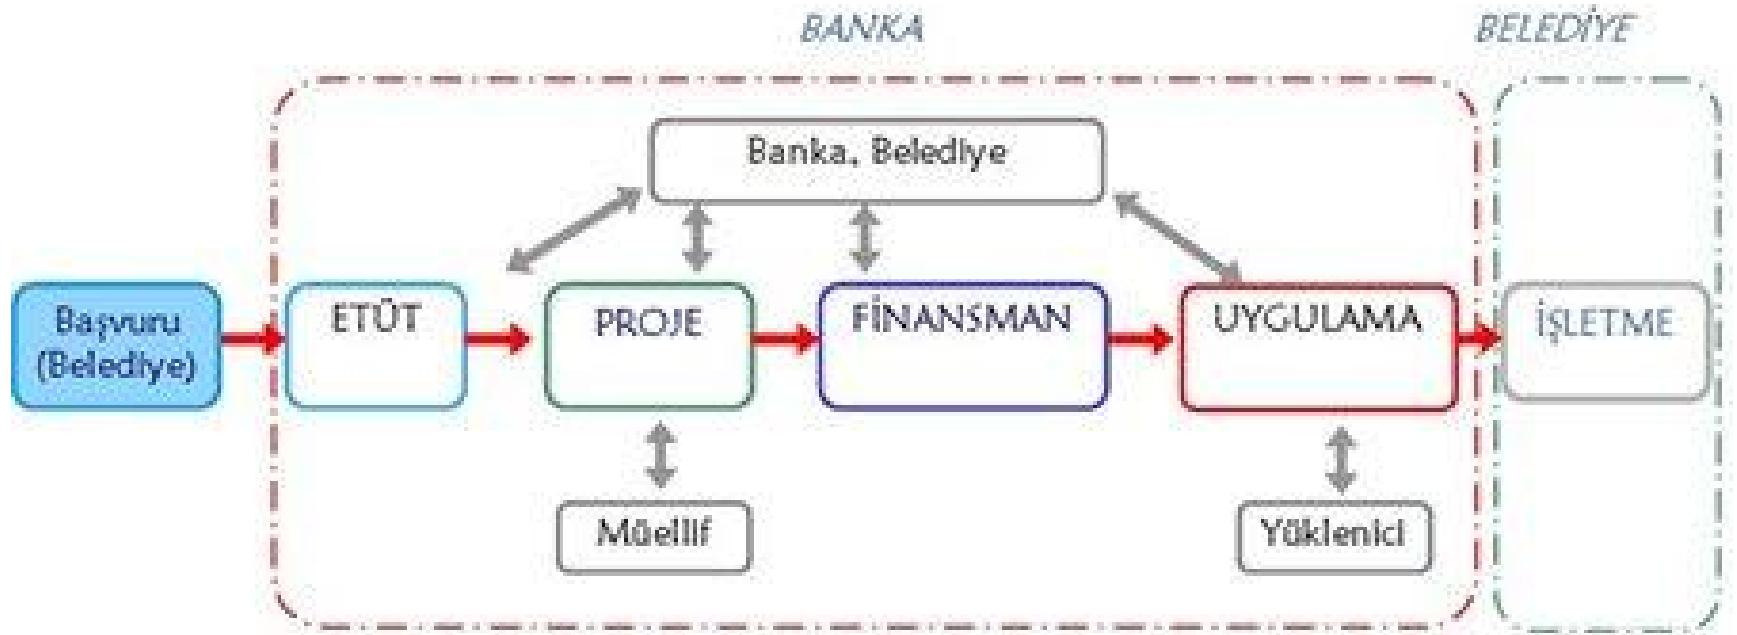 BANKA
BELEDİYE
Banka, Belediye
Başvuru
(Belediye)
ETÜT
PROJE
FİNANSMAN
UYGULAMA
İŞLETME
Müellif
Yüklenici